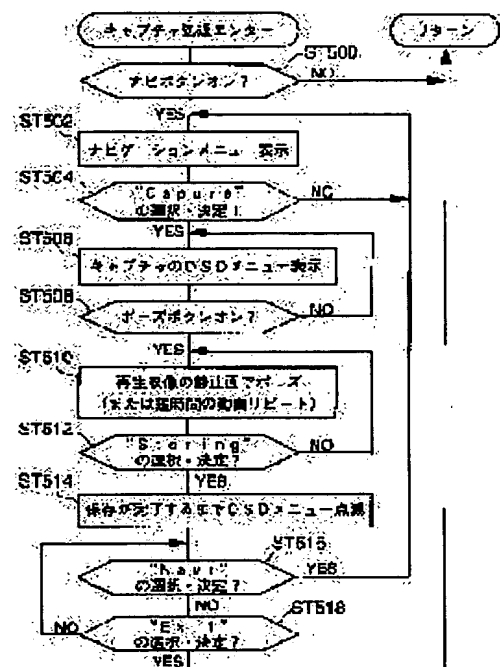 キャプチャ処理エンター
リターン
ST500
ナビボタンオン?
NO
YES
ST502
ナビゲーションメニュー表示
ST504
"Capure"
の選択・決定?
NO
YES
ST506
キャプチャのOSDメニュー表示
ST508
ポーズボタンオン?
NO
YES
ST510
再生映像の静止画でポーズ
(または短時間の動画リピート)
ST512
"Storing"
の選択・決定?
NO
YES
ST514
保存が完了するまでOSDメニュー点滅
ST516
"Navi"
の選択・決定?
YES
NO
ST518
"Exit"
の選択・決定?
NO
YES